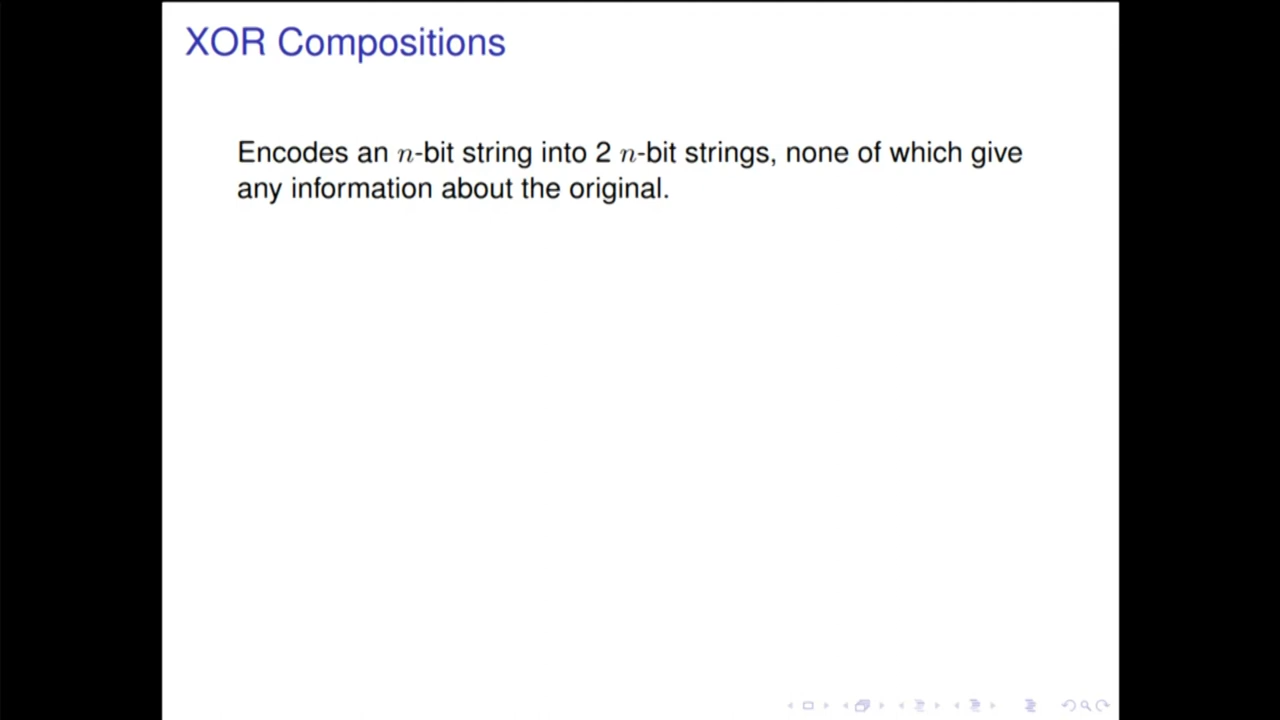 XOR Compositions
Encodes an n-bit string into 2 n-bit strings, none of which give
any information about the original.